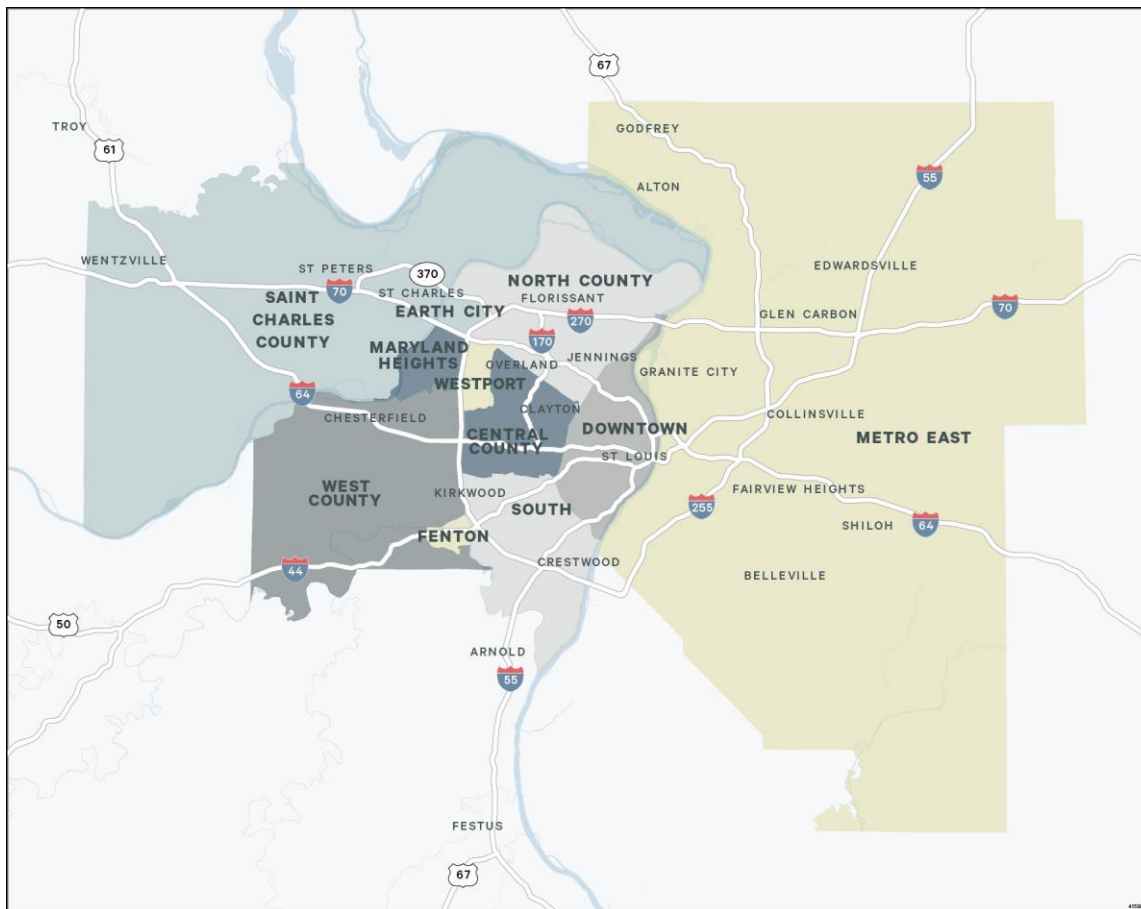 67
TROY
GODFREY
61
55
ALTON
WENTZVILLE
ST PETERS
370
NORTH COUNTY
EDWARDSVILLE
70
ST CHARLES
FLORISSANT
SAINT
CHARLES
COUNTY
EARTH CITY
270
GLEN CARBON
70
170
MARYLAND
HEIGHTS
OVERLAND
JENNINGS
GRANITE CITY
WESTPORT
64
CHESTERFIELD
CLAYTON
COLLINSVILLE
CENTRAL
COUNTY
DOWNTOWN
METRO EAST
ST LOUIS
WEST
COUNTY
KIRKWOOD
FAIRVIEW HEIGHTS
SOUTH
255
SHILOH
64
FENTON
CRESTWOOD
44
BELLEVILLE
50
ARNOLD
55
FESTUS
67